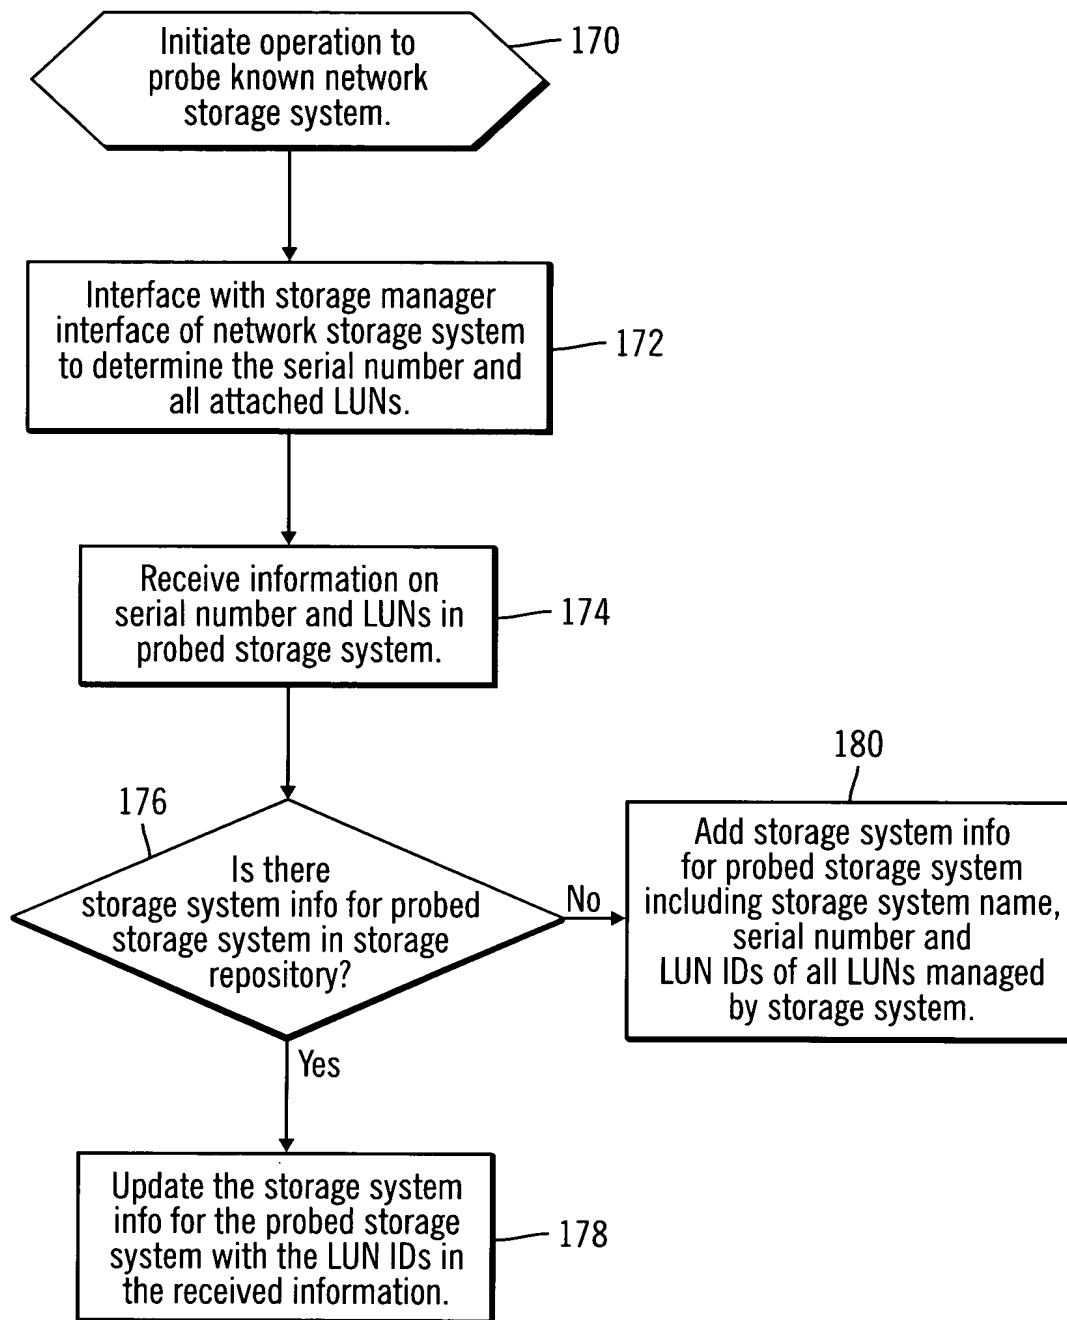 Initiate operation to
probe known network
storage system.
170
Interface with storage manager
interface of network storage system
to determine the serial number and
all attached LUNs.
172
Receive information on
serial number and LUNs in
probed storage system.
174
176
Is there
storage system info for probed
storage system in storage
repository?
No
180
Add storage system info
for probed storage system
including storage system name,
serial number and
LUN IDs of all LUNs managed
by storage system.
Yes
Update the storage system
info for the probed storage
system with the LUN IDs in
the received information.
178